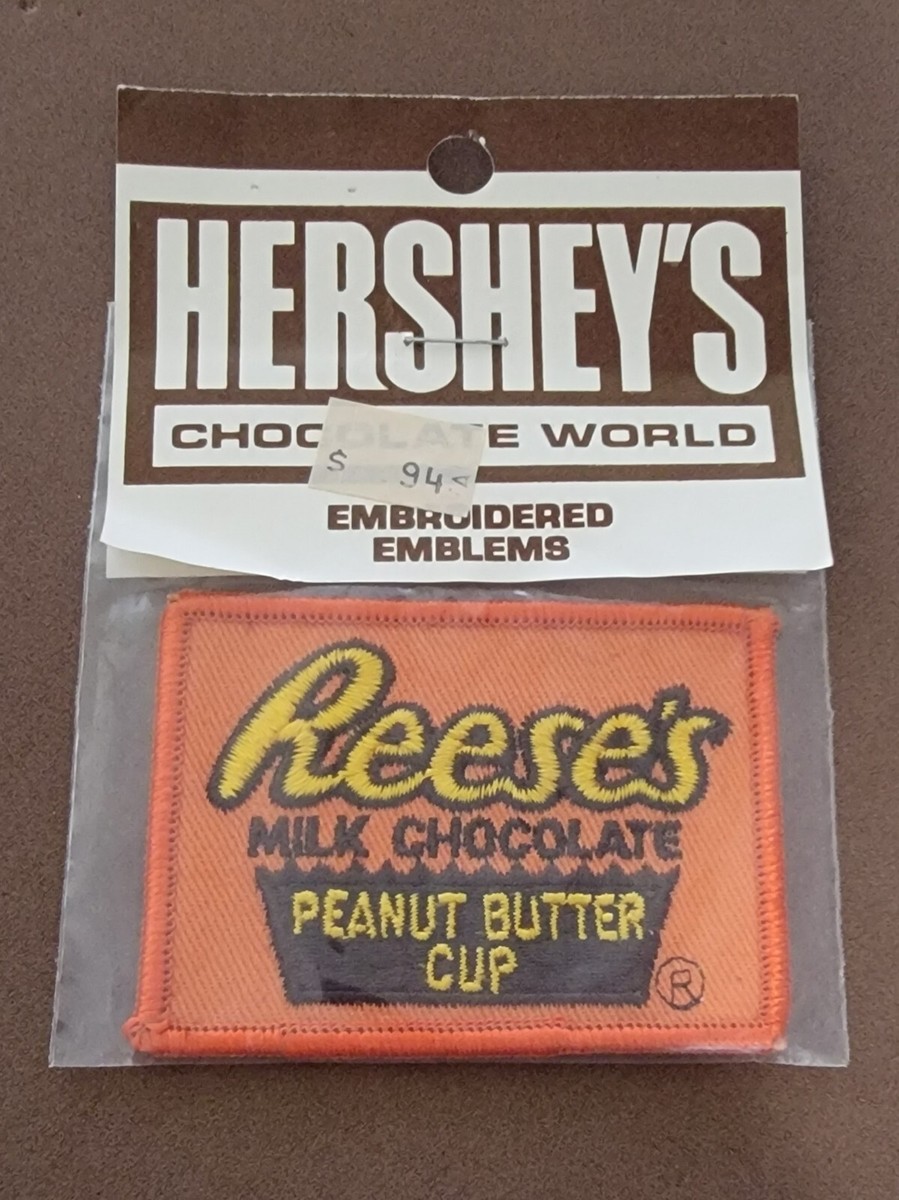 HERSHEY'S
CHOCOLATE WORLD
$ 94¢
EMBROIDERED
EMBLEMS
Reese's
MILK CHOCOLATE
PEANUT BUTTER
CUP
®